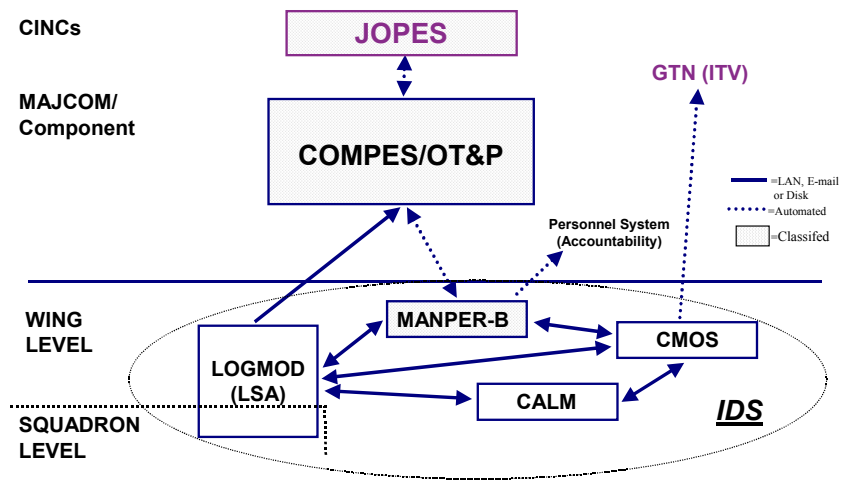 CINCs
JOPES
GTN (ITV)
MAJCOM/
Component
COMPES/OT&P
=LAN, E-mail
or Disk
=Automated
=Classifed
Personnel System
(Accountability)
WING
LEVEL
MANPER-B
CMOS
LOGMOD
(LSA)
CALM
IDS
SQUADRON
LEVEL